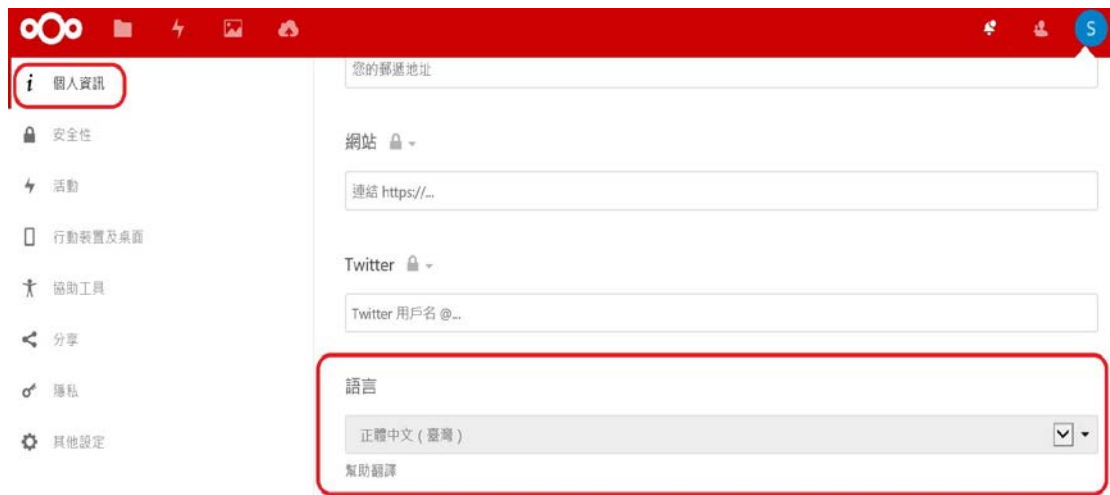 S
個人資訊
安全性
活動
行動裝置及桌面
協助工具
分享
隱私
其他設定
您的郵遞地址
網站
連結 https://...
Twitter
Twitter 用戶名 @...
語言
正體中文 ( 臺灣 )
幫助翻譯